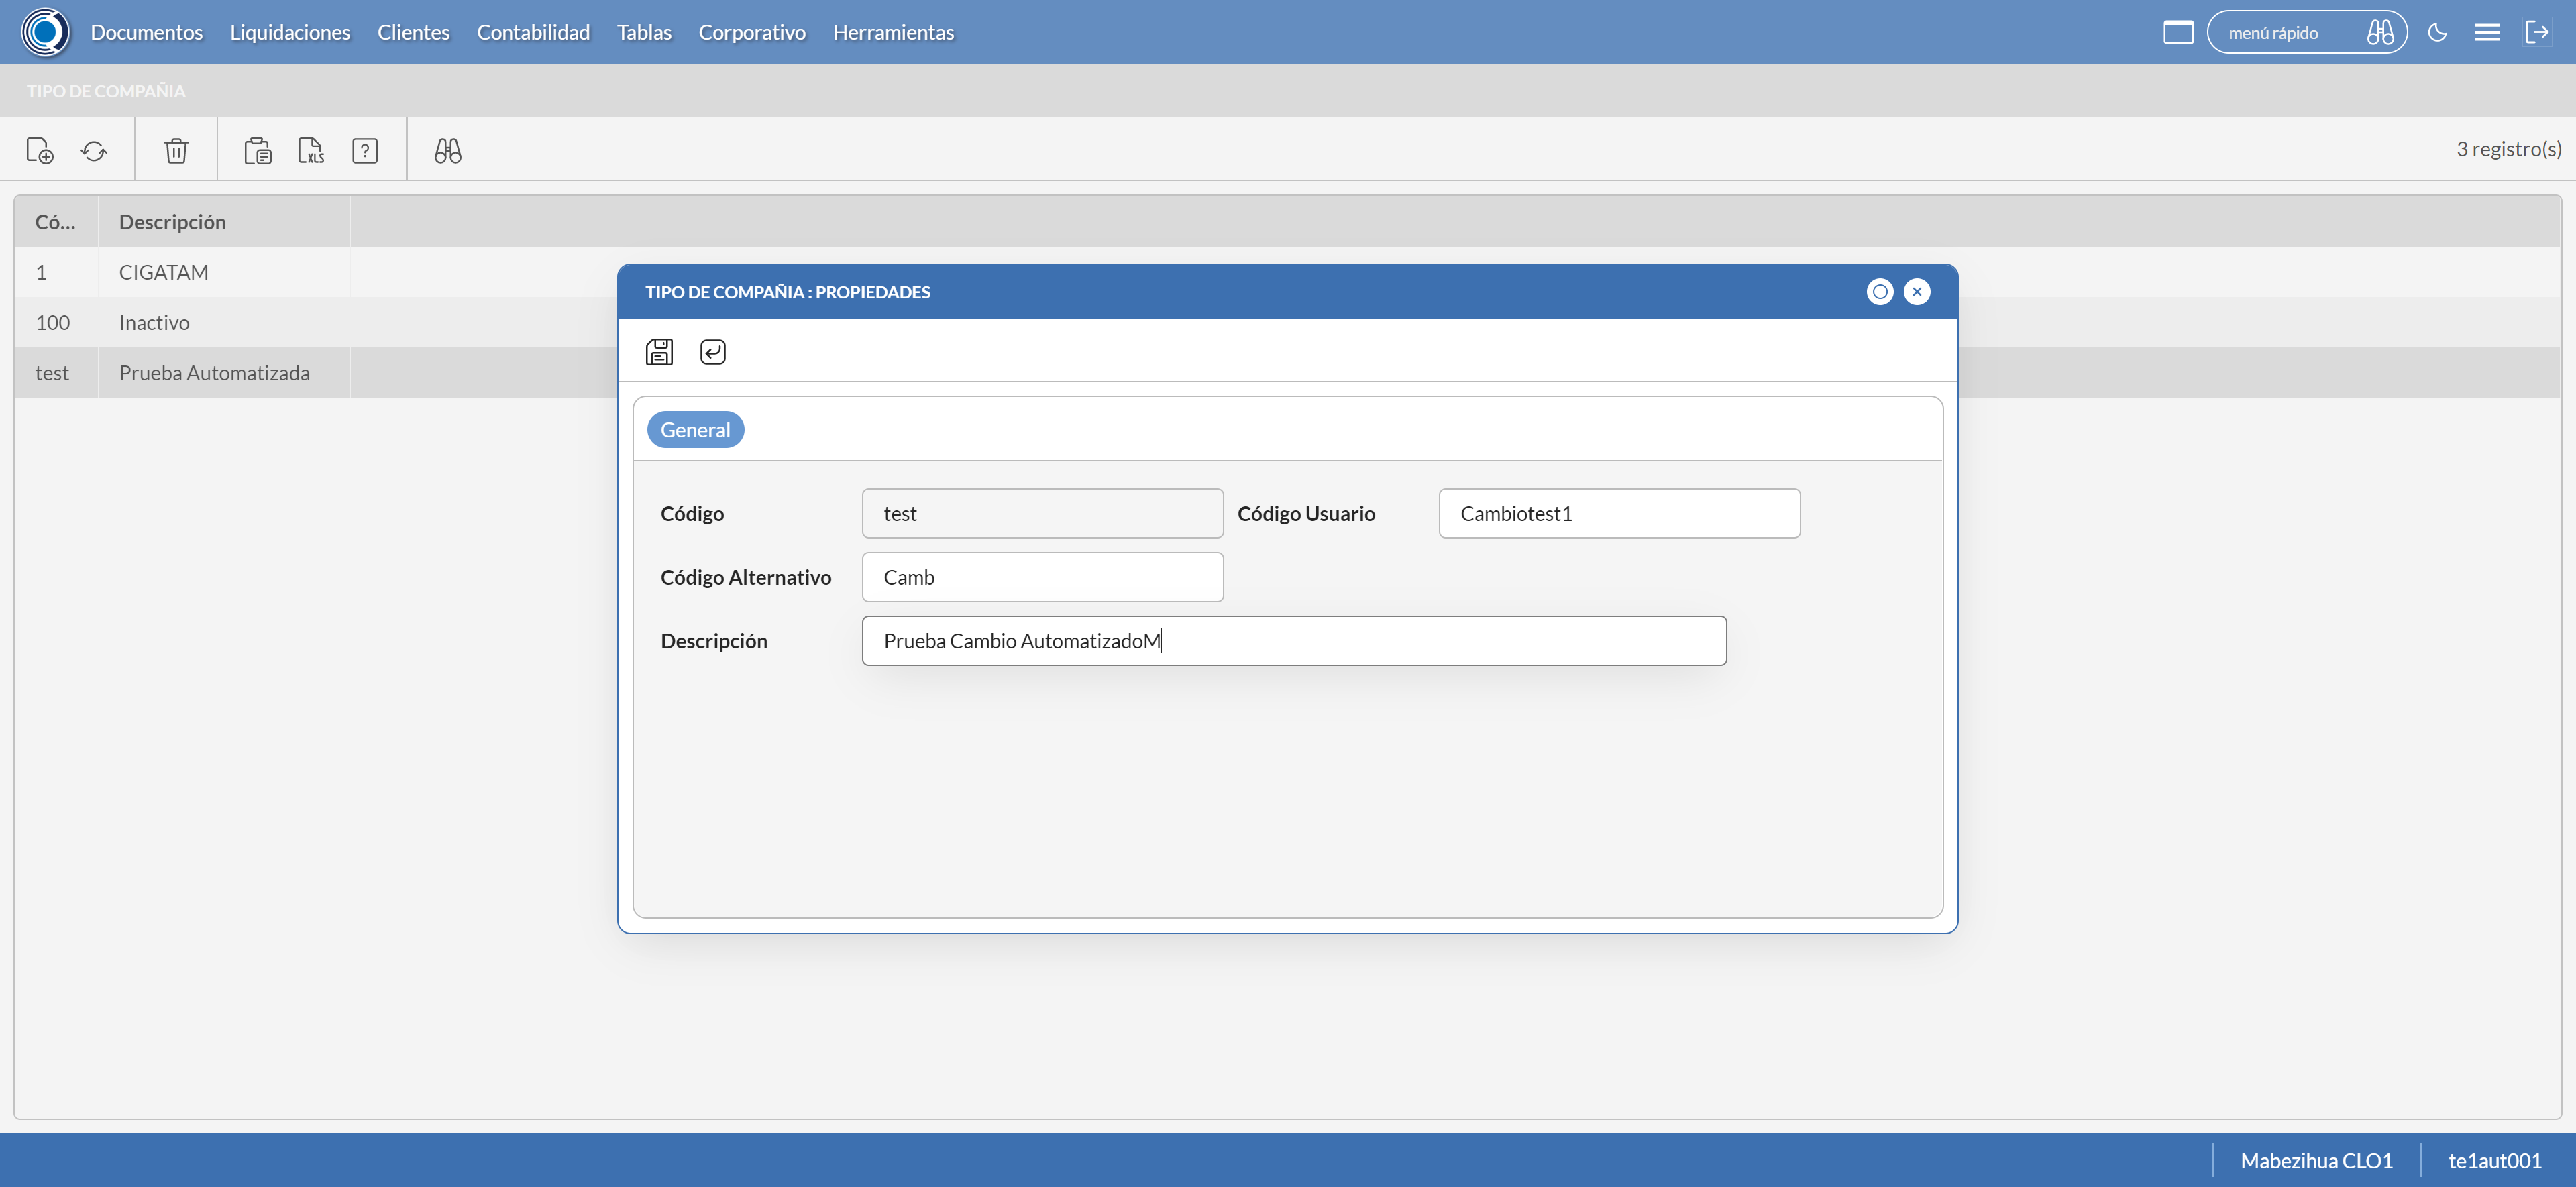 Documentos Liquidaciones Clientes Contabilidad Tablas Corporativo Herramientas menú rápido
TIPO DE COMPAÑIA
XLS ? 3 registro(s)
Có... Descripción
1 CIGATAM
100 Inactivo
test Prueba Automatizada
TIPO DE COMPAÑIA : PROPIEDADES
General
Código test Código Usuario Cambiotest1
Código Alternativo Camb
Descripción Prueba Cambio AutomatizadoM
Mabezihua CLO1 te1aut001